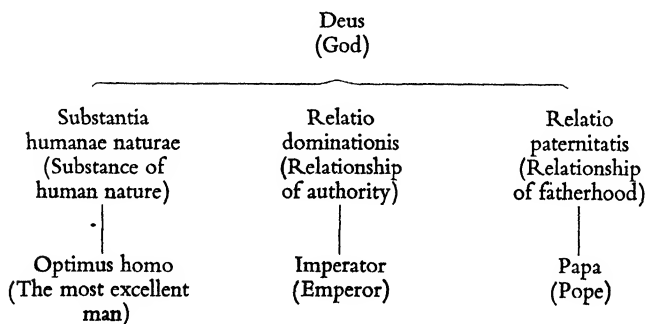 Deus
(God)
Substantia
humanae naturae
(Substance of
human nature)
Relatio
dominationis
(Relationship
of authority)
Relatio
paternitatis
(Relationship
of fatherhood)
Optimus homo
(The most excellent
man)
Imperator
(Emperor)
Papa
(Pope)